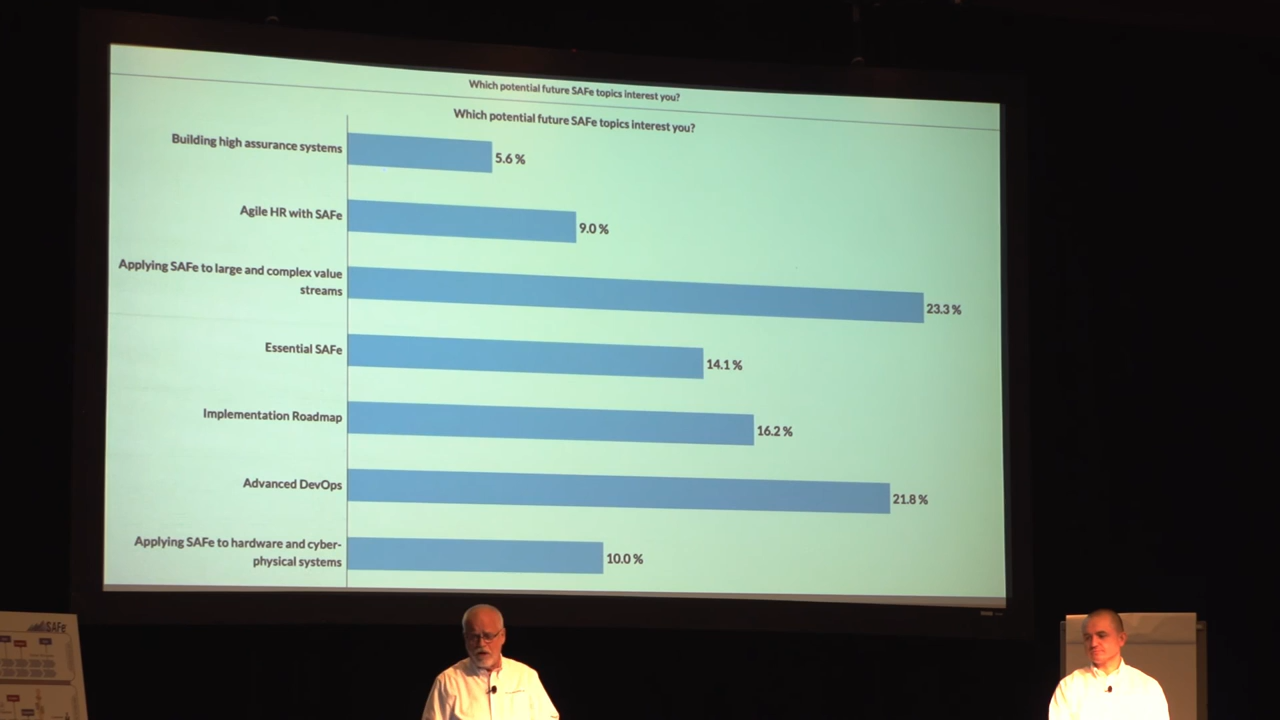 Which potential future SAFe topics interest you?
Which potential future SAFe topics interest you?
Building high assurance systems
5.6 %
Agile HR with SAFe
9.0 %
Applying SAFe to large and complex value
streams
23.3 %
Essential SAFe
14.1 %
Implementation Roadmap
16.2 %
Advanced DevOps
21.8 %
Applying SAFe to hardware and cyber-
physical systems
10.0 %
SAFe